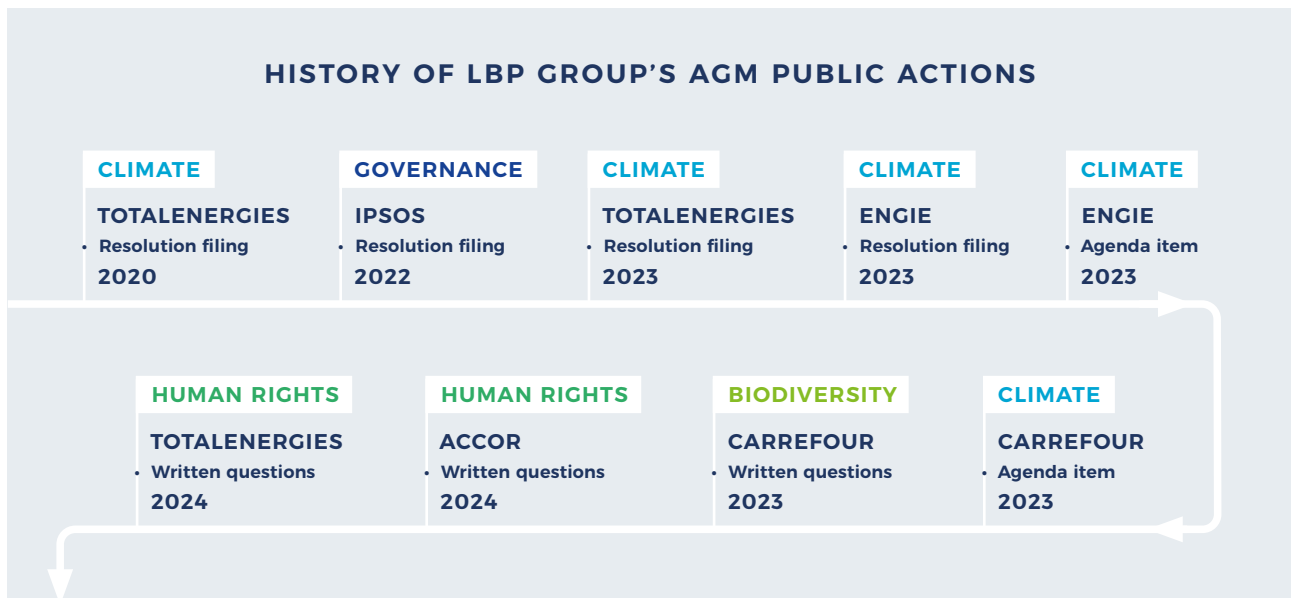 HISTORY OF LBP GROUP’S AGM PUBLIC ACTIONS
CLIMATE
TOTALENERGIES
• Resolution filing
2020
GOVERNANCE
IPSOS
• Resolution filing
2022
CLIMATE
TOTALENERGIES
• Resolution filing
2023
CLIMATE
ENGIE
• Resolution filing
2023
CLIMATE
ENGIE
• Agenda item
2023
HUMAN RIGHTS
TOTALENERGIES
• Written questions
2024
HUMAN RIGHTS
ACCOR
• Written questions
2024
BIODIVERSITY
CARREFOUR
• Written questions
2023
CLIMATE
CARREFOUR
• Agenda item
2023